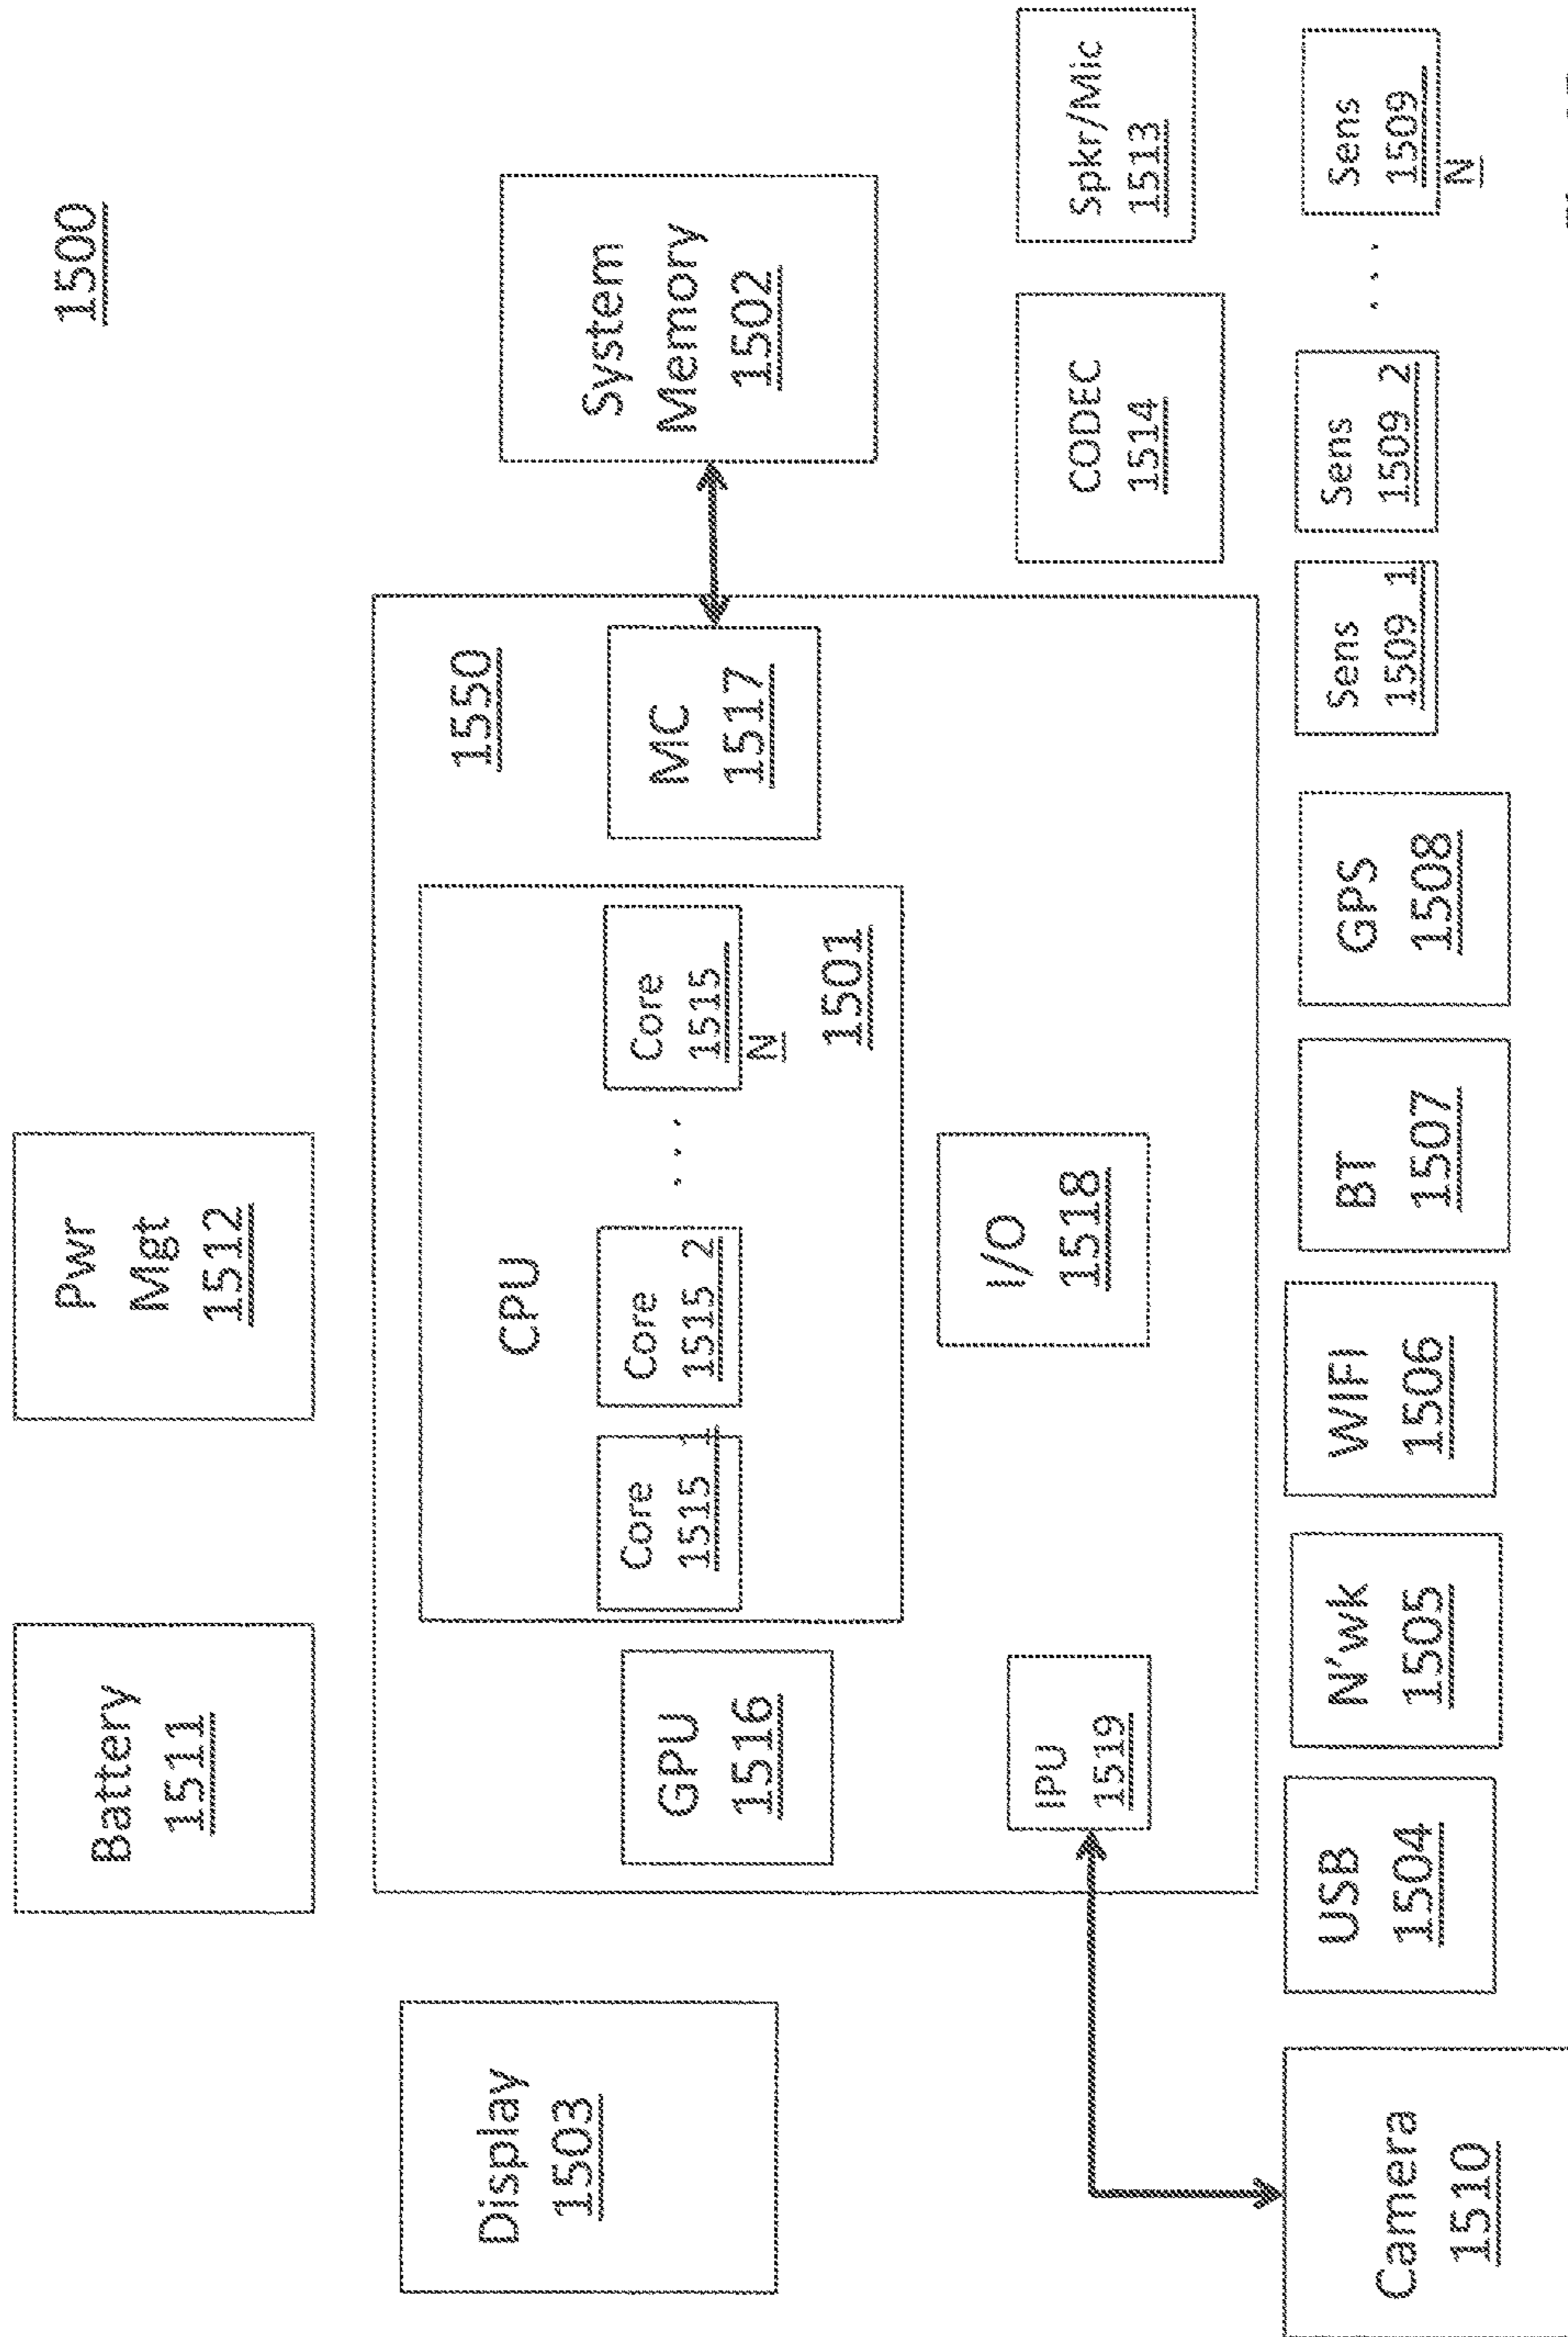 1500
Battery
1511
Pwr
Mgt
1512
Display
1503
1550
CPU
Core
1515_1
Core
1515_2
. . .
Core
1515_
N
1501
GPU
1516
MC
1517
System
Memory
1502
IPU
1519
I/O
1518
CODEC
1514
Spkr/Mic
1513
Camera
1510
USB
1504
N'wk
1505
WIFI
1506
BT
1507
GPS
1508
Sens
1509_1
Sens
1509_2
. . .
Sens
1509_
N